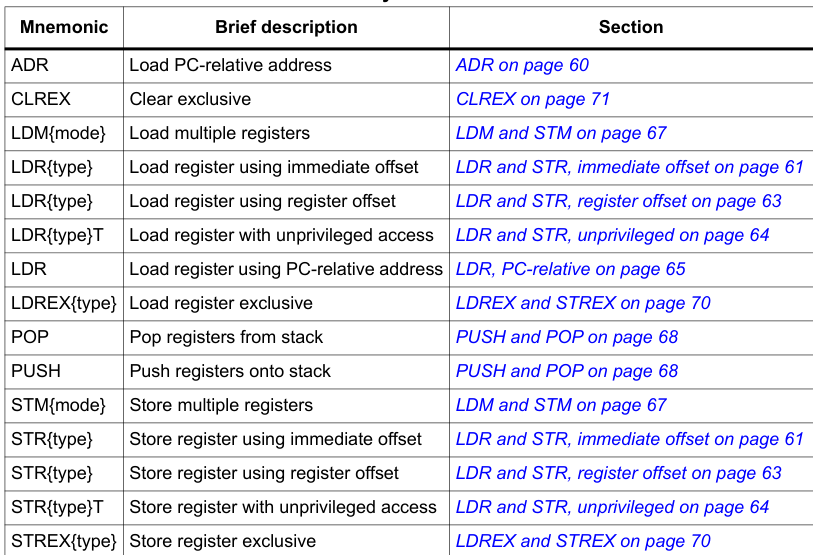 Mnemonic Brief description Section
ADR Load PC-relative address ADR on page 60
CLREX Clear exclusive CLREX on page 71
LDM{mode} Load multiple registers LDM and STM on page 67
LDR{type} Load register using immediate offset LDR and STR, immediate offset on page 61
LDR{type} Load register using register offset LDR and STR, register offset on page 63
LDR{type}T Load register with unprivileged access LDR and STR, unprivileged on page 64
LDR Load register using PC-relative address LDR, PC-relative on page 65
LDREX{type} Load register exclusive LDREX and STREX on page 70
POP Pop registers from stack PUSH and POP on page 68
PUSH Push registers onto stack PUSH and POP on page 68
STM{mode} Store multiple registers LDM and STM on page 67
STR{type} Store register using immediate offset LDR and STR, immediate offset on page 61
STR{type} Store register using register offset LDR and STR, register offset on page 63
STR{type}T Store register with unprivileged access LDR and STR, unprivileged on page 64
STREX{type} Store register exclusive LDREX and STREX on page 70